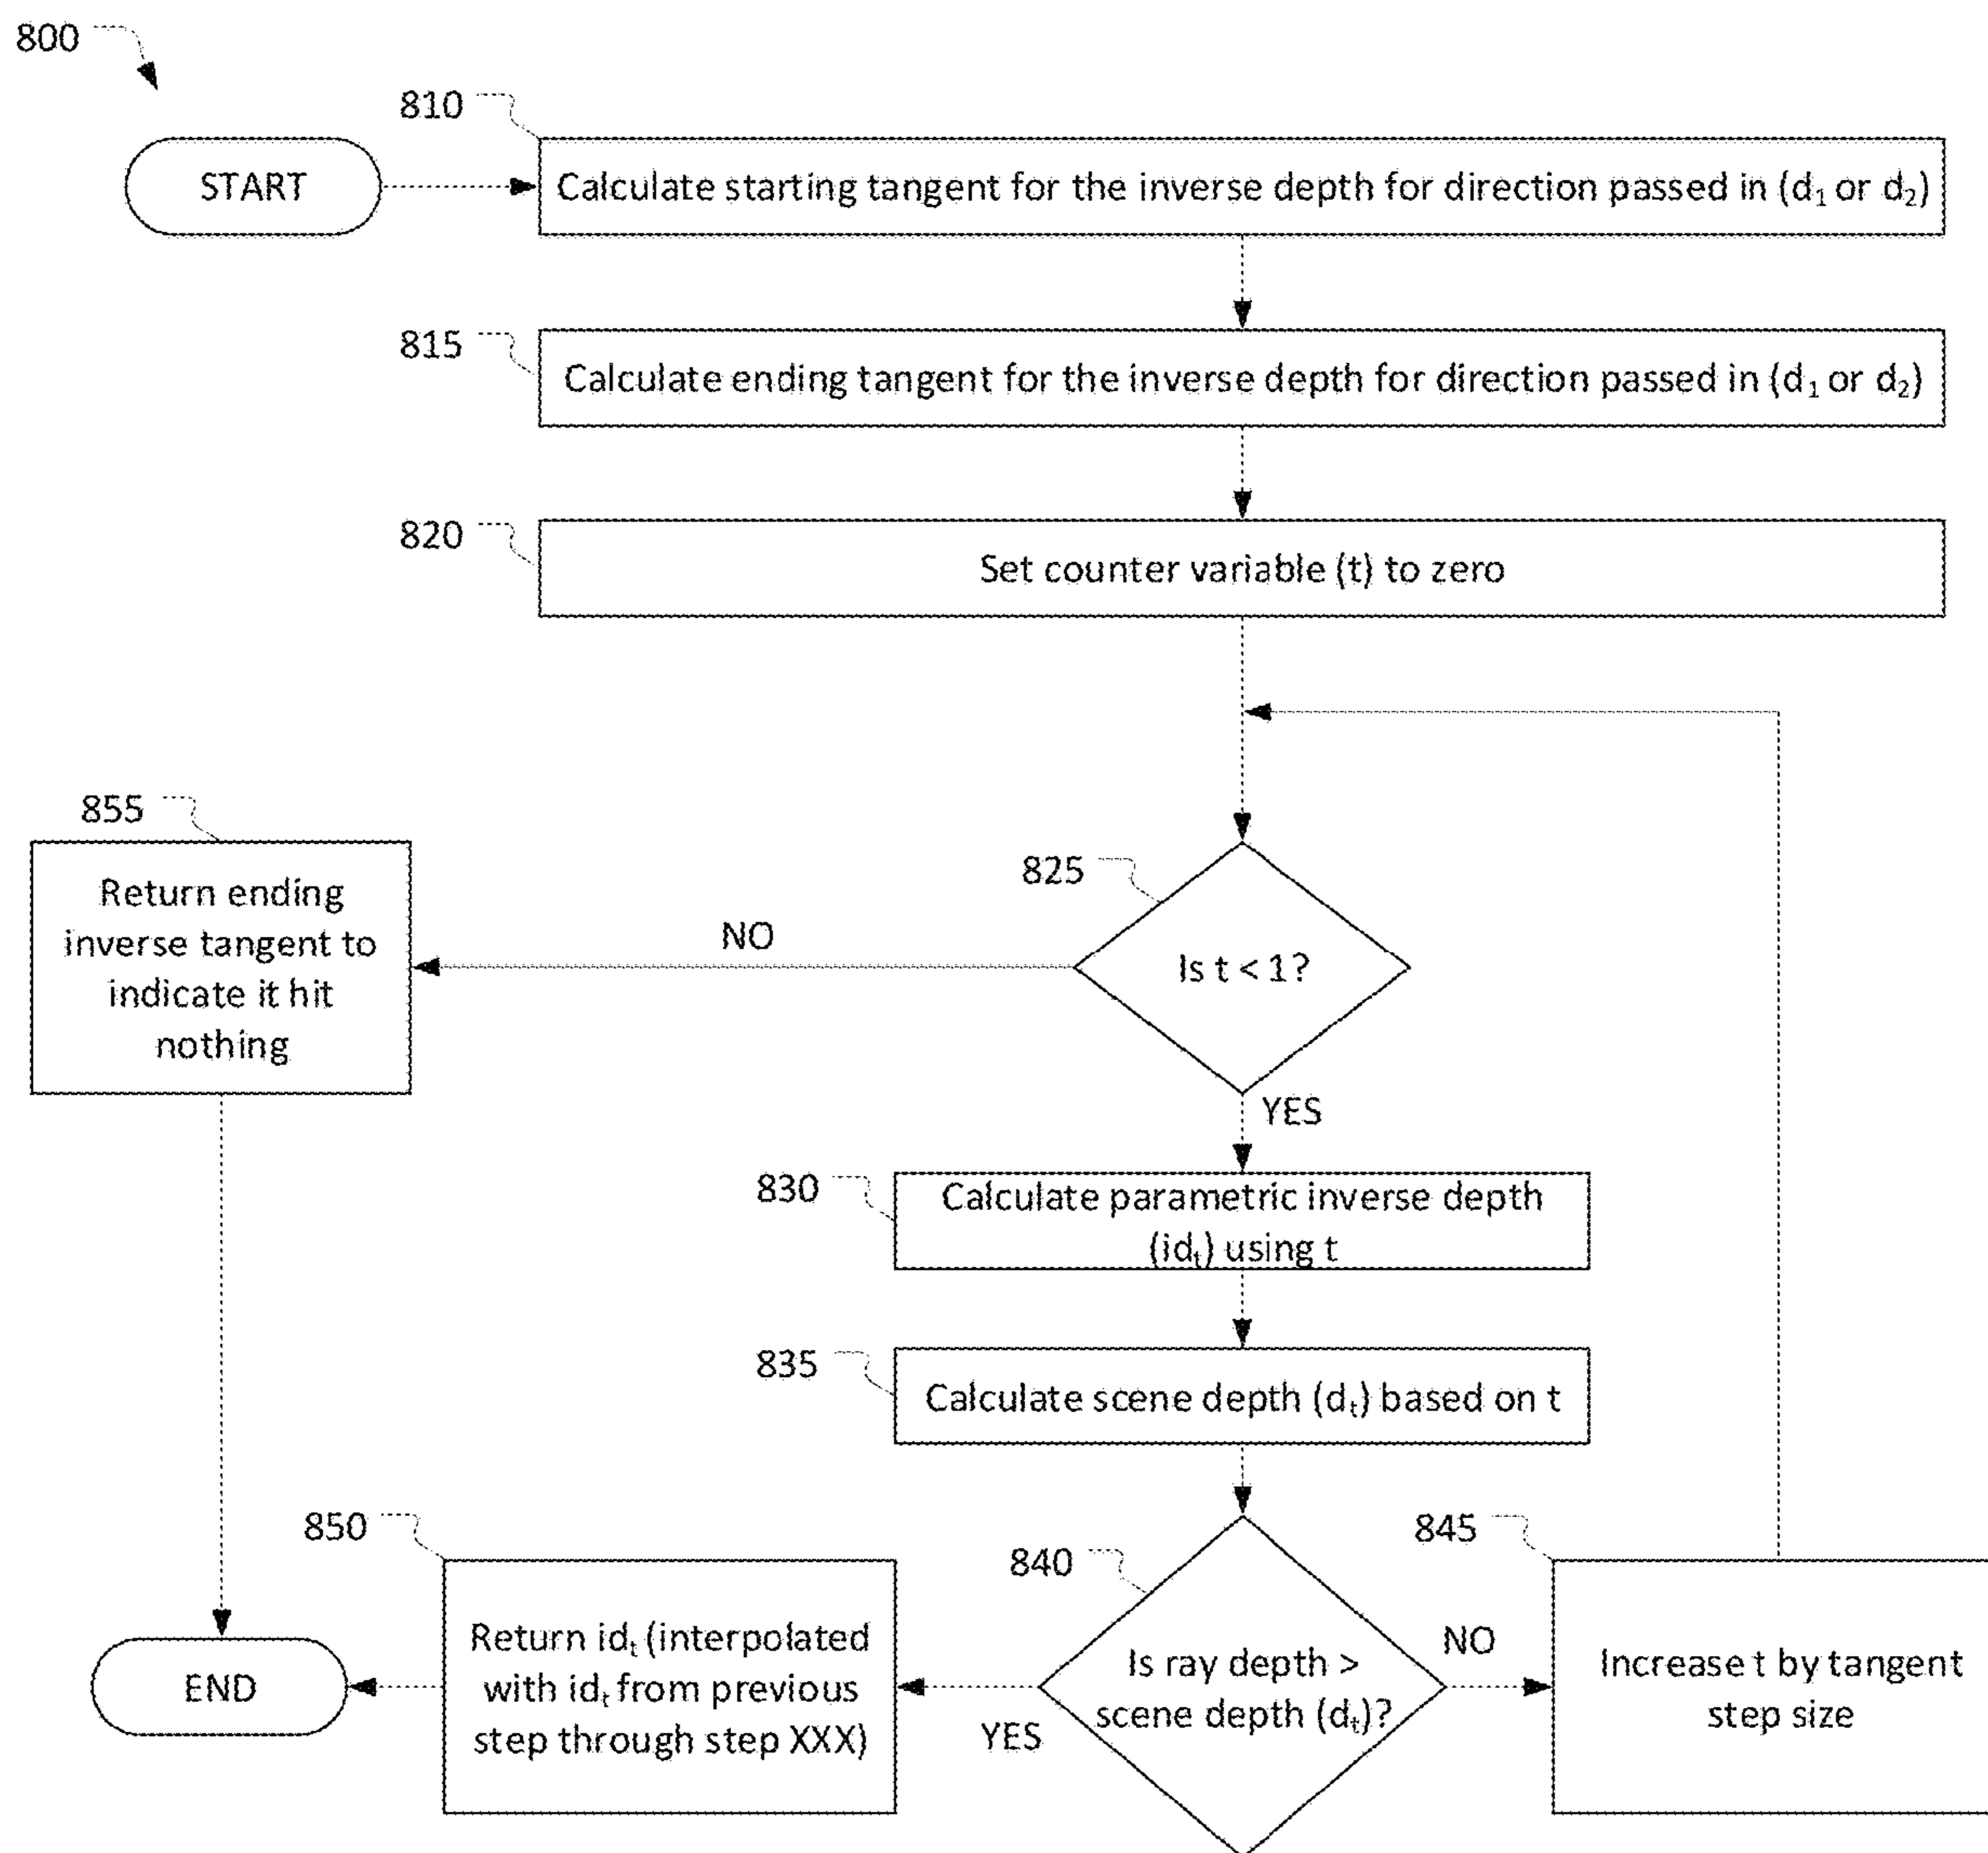 800
810
START
Calculate starting tangent for the inverse depth for direction passed in (d₁ or d₂)
815
Calculate ending tangent for the inverse depth for direction passed in (d₁ or d₂)
820
Set counter variable (t) to zero
855
Return ending
inverse tangent to
indicate it hit
nothing
825
NO
Is t < 1?
YES
830
Calculate parametric inverse depth
(idₜ) using t
835
Calculate scene depth (dₜ) based on t
850
Return idₜ (interpolated
with idₜ from previous
step through step XXX)
END
840
Is ray depth >
scene depth (dₜ)?
YES
NO
845
Increase t by tangent
step size